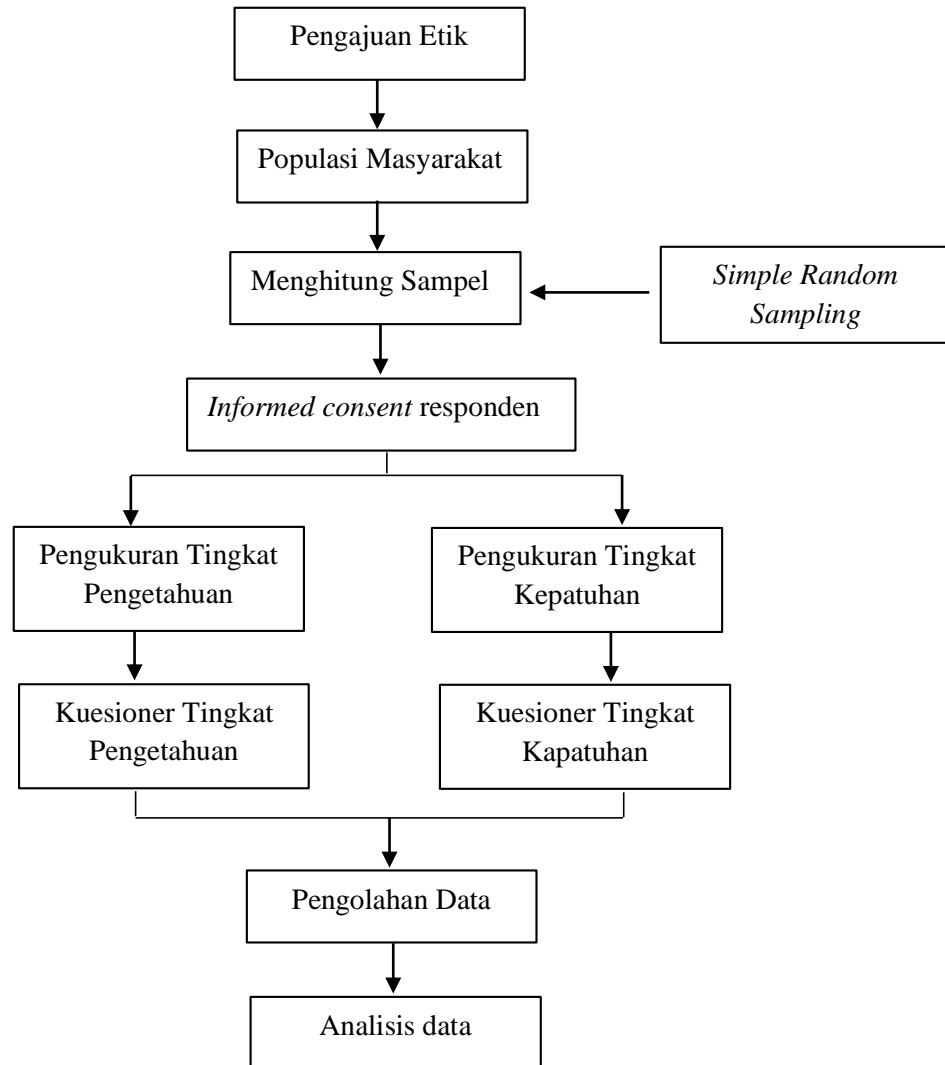 Pengajuan Etik
Populasi Masyarakat
Menghitung Sampel
Simple Random
Sampling
Informed consent responden
Pengukuran Tingkat
Pengetahuan
Pengukuran Tingkat
Kepatuhan
Kuesioner Tingkat
Pengetahuan
Kuesioner Tingkat
Kapatuhan
Pengolahan Data
Analisis data